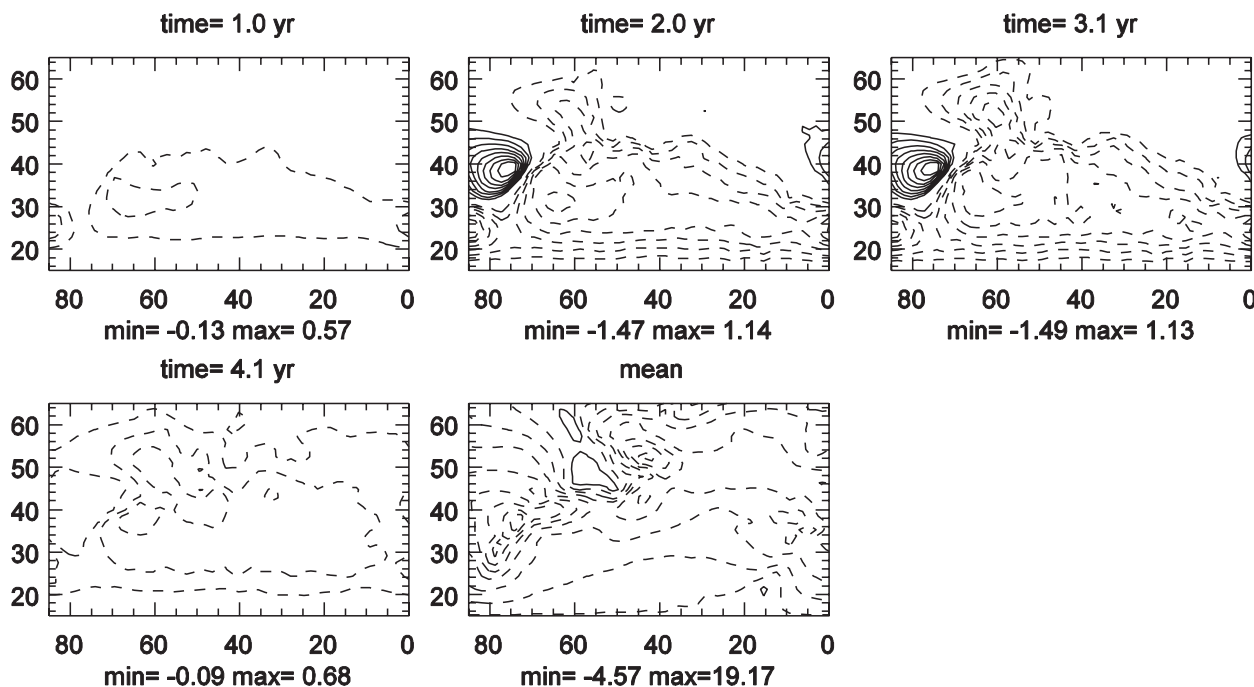 time= 1.0 yr
time= 2.0 yr
time= 3.1 yr
60
50
40
30
20
60
50
40
30
20
60
50
40
30
20
80 60 40 20 0
80 60 40 20 0
80 60 40 20 0
min= -0.13 max= 0.57
min= -1.47 max= 1.14
min= -1.49 max= 1.13
time= 4.1 yr
mean
60
50
40
30
20
60
50
40
30
20
80 60 40 20 0
80 60 40 20 0
min= -0.09 max= 0.68
min= -4.57 max=19.17